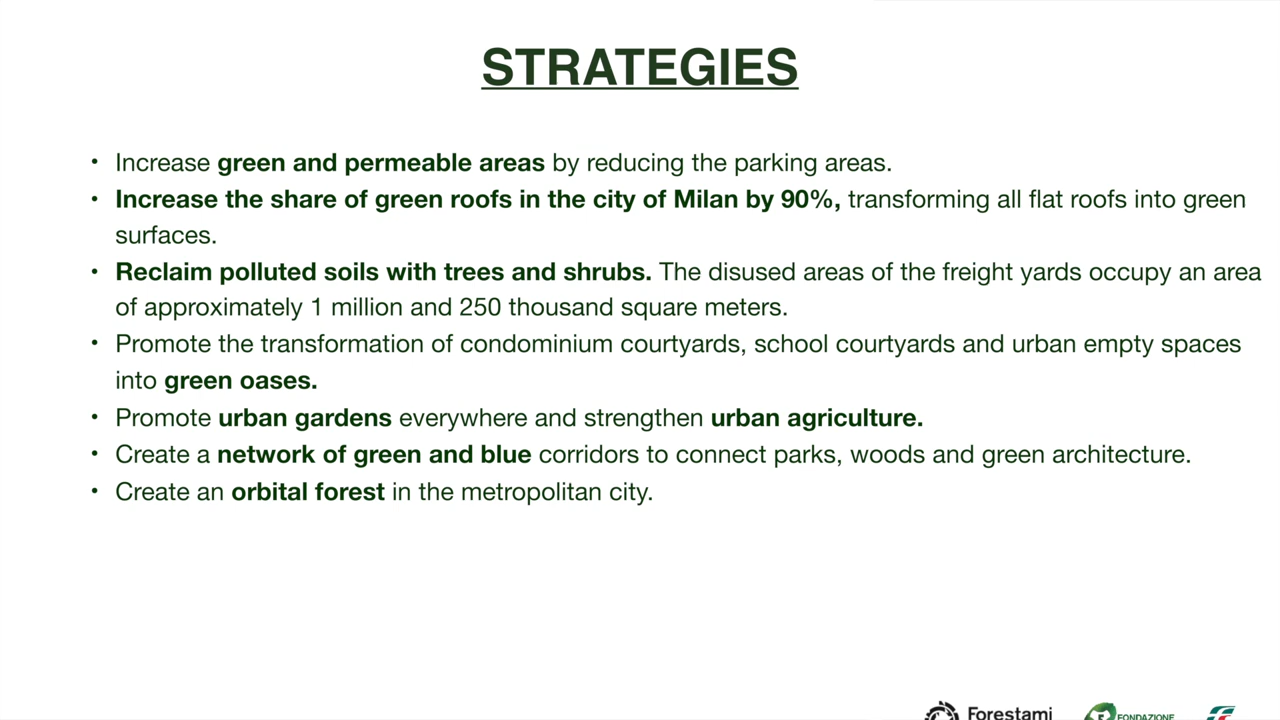 STRATEGIES
• Increase green and permeable areas by reducing the parking areas.
• Increase the share of green roofs in the city of Milan by 90%, transforming all flat roofs into green
surfaces.
• Reclaim polluted soils with trees and shrubs. The disused areas of the freight yards occupy an area
of approximately 1 million and 250 thousand square meters.
• Promote the transformation of condominium courtyards, school courtyards and urban empty spaces
into green oases.
• Promote urban gardens everywhere and strengthen urban agriculture.
• Create a network of green and blue corridors to connect parks, woods and green architecture.
• Create an orbital forest in the metropolitan city.
Forestami
FONDAZIONE